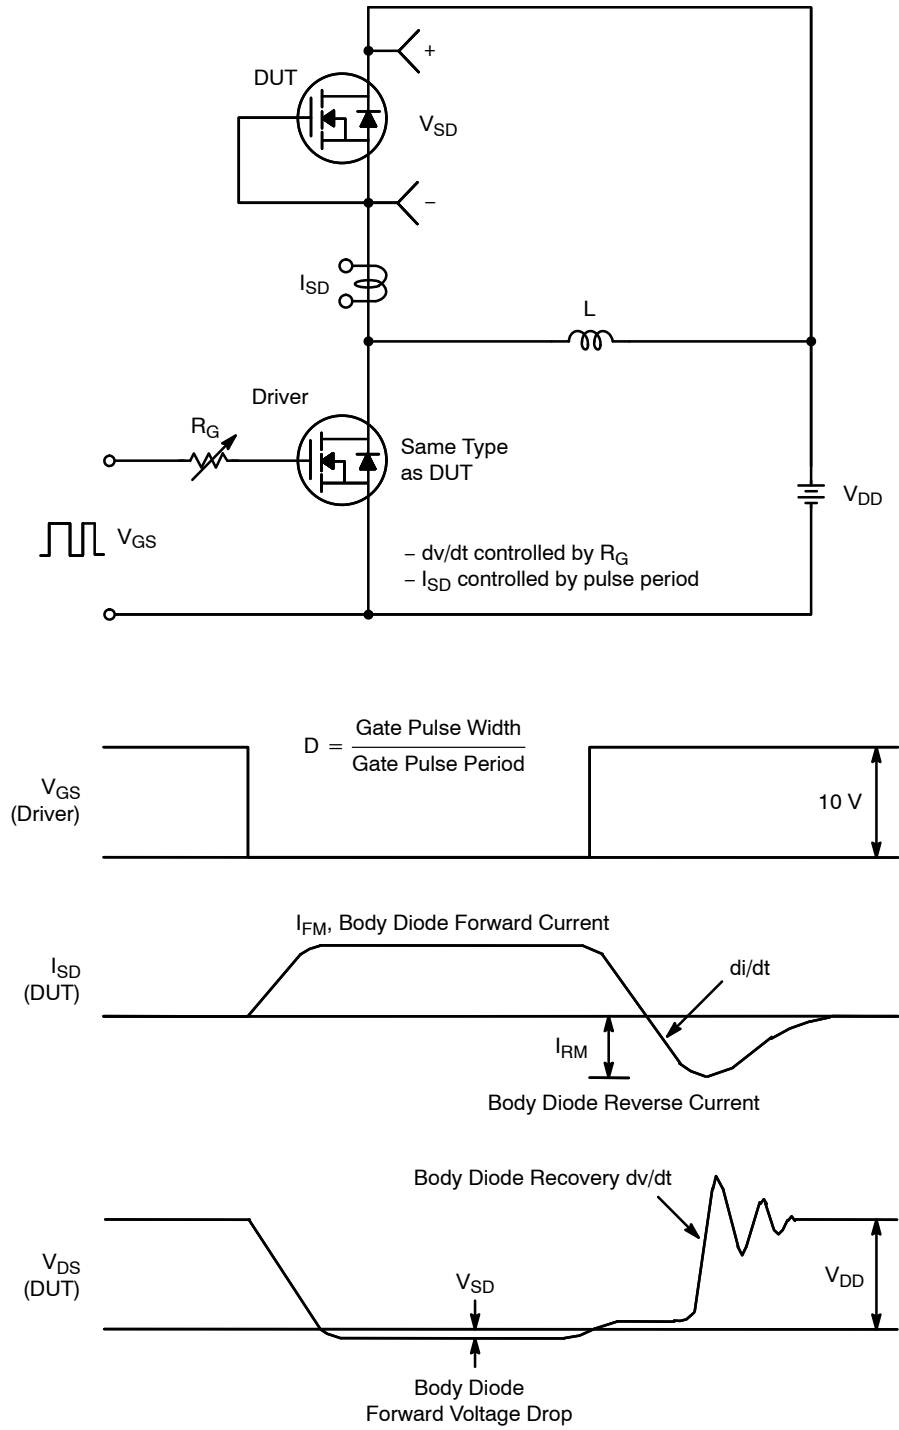 +
DUT
V_SD
−
I_SD
L
Driver
R_G
Same Type
as DUT
V_DD
V_GS
− dv/dt controlled by R_G
− I_SD controlled by pulse period
Gate Pulse Width
D =
Gate Pulse Period
V_GS
(Driver)
10 V
I_FM, Body Diode Forward Current
I_SD
(DUT)
di/dt
I_RM
Body Diode Reverse Current
Body Diode Recovery dv/dt
V_DS
(DUT)
V_SD
V_DD
Body Diode
Forward Voltage Drop